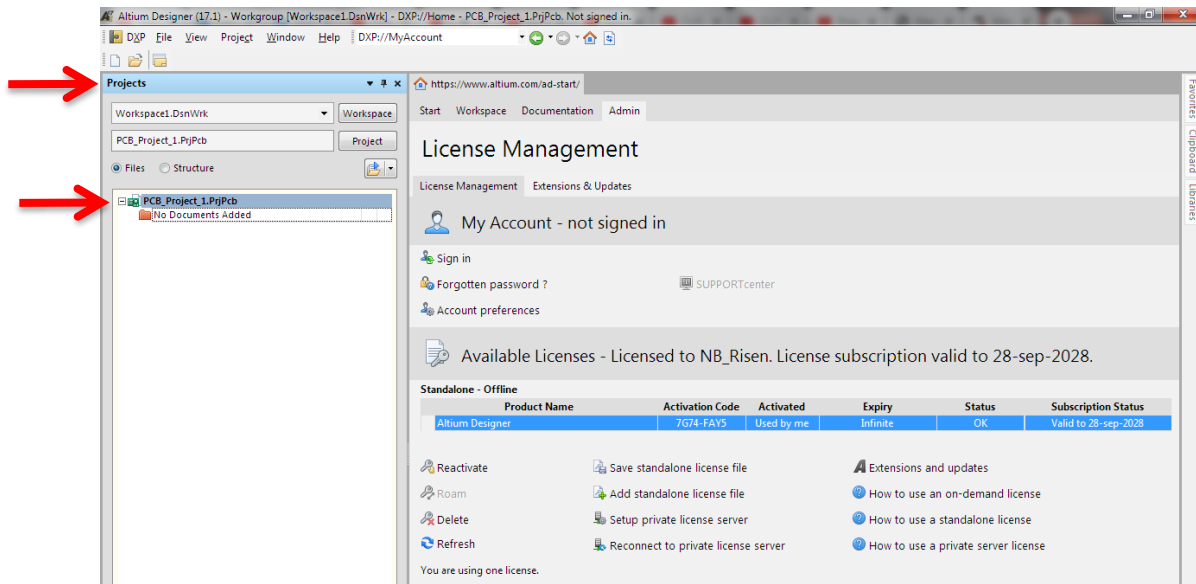 Altium Designer (17.1) - Workgroup [Workspace1.DsnWrk] - DXP://Home - PCB_Project_1.PrjPcb. Not signed in.
DXP File View Project Window Help DXP://MyAccount
Projects
https://www.altium.com/ad-start/
Workspace1.DsnWrk Workspace
Start Workspace Documentation Admin
PCB_Project_1.PrjPcb Project
License Management
Files Structure
License Management Extensions & Updates
PCB_Project_1.PrjPcb
No Documents Added
My Account - not signed in
Sign in
Forgotten password ? SUPPORTcenter
Account preferences
Available Licenses - Licensed to NB_Risen. License subscription valid to 28-sep-2028.
Standalone - Offline
Product Name Activation Code Activated Expiry Status Subscription Status
Altium Designer 7G74-FAY5 Used by me Infinite OK Valid to 28-sep-2028
Reactivate Save standalone license file Extensions and updates
Roam Add standalone license file How to use an on-demand license
Delete Setup private license server How to use a standalone license
Refresh Reconnect to private license server How to use a private server license
You are using one license.
Favorites
Clipboard
Libraries